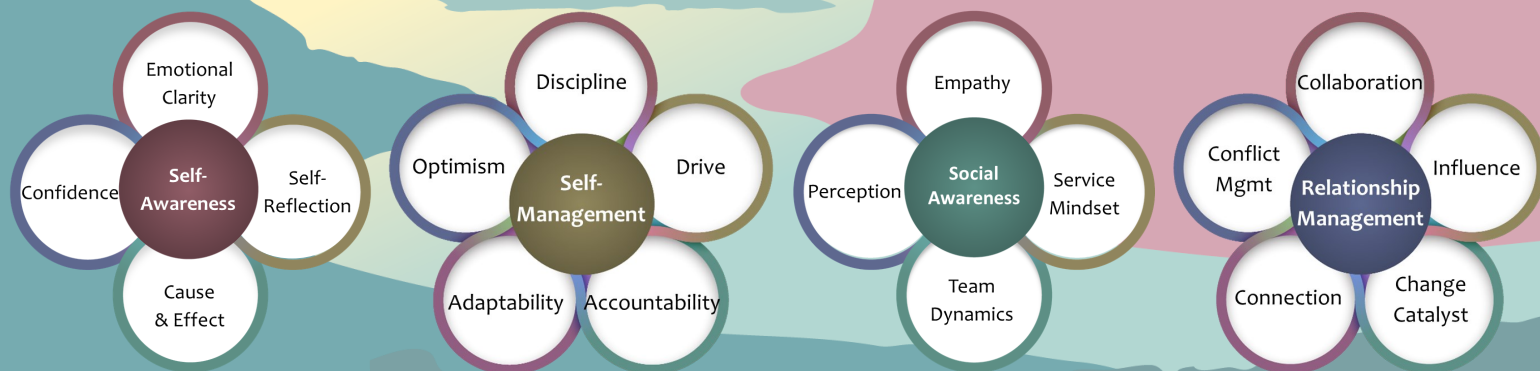 Emotional
Clarity
Confidence
Self-
Awareness
Self-
Reflection
Cause
& Effect
Discipline
Optimism
Drive
Self-
Management
Adaptability
Accountability
Empathy
Perception
Social
Awareness
Service
Mindset
Team
Dynamics
Collaboration
Conflict
Mgmt
Influence
Relationship
Management
Connection
Change
Catalyst